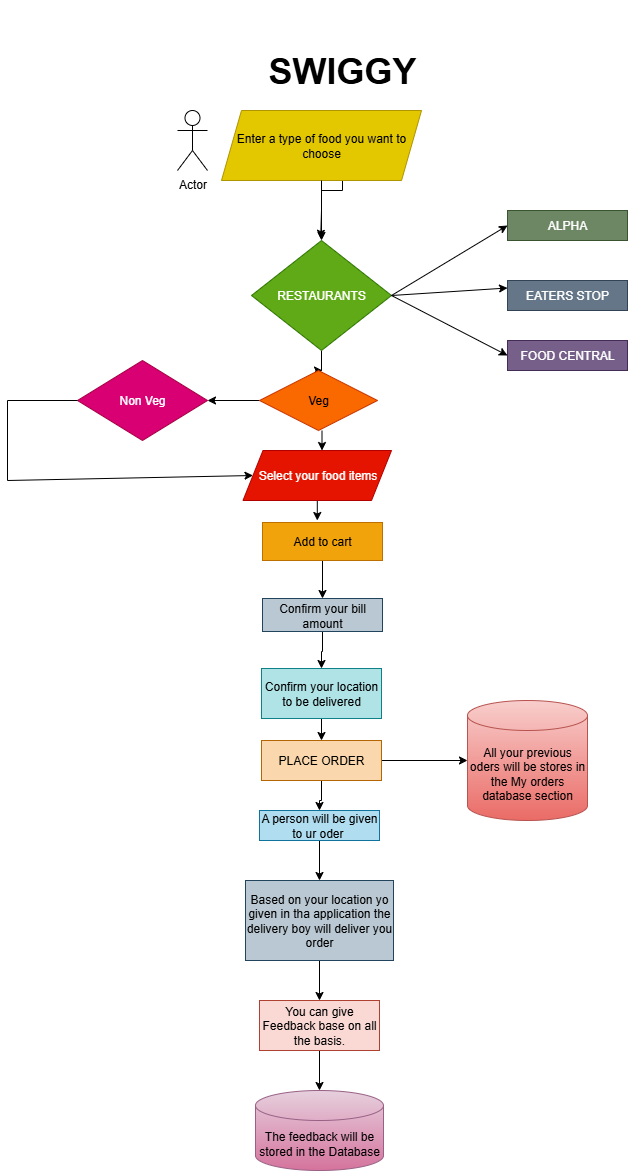 SWIGGY
Enter a type of food you want to
choose
Actor
ALPHA
RESTAURANTS
EATERS STOP
FOOD CENTRAL
Non Veg
Veg
Select your food items
Add to cart
Confirm your bill
amount
Confirm your location
to be delivered
PLACE ORDER
All your previous
oders will be stores in
the My orders
database section
A person will be given
to ur oder
Based on your location yo
given in tha application the
delivery boy will deliver you
order
You can give
Feedback base on all
the basis.
The feedback will be
stored in the Database